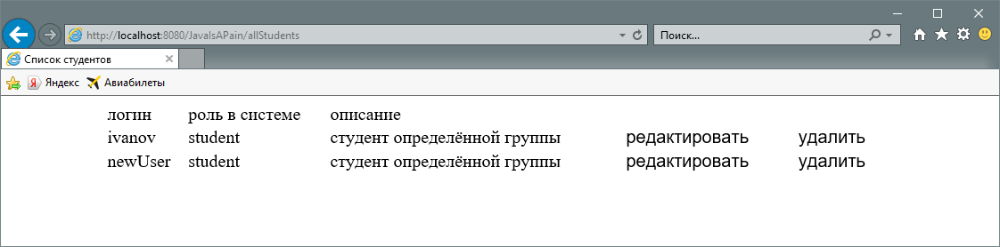 http://localhost:8080/JavaIsAPain/allStudents
Поиск...
Список студентов
Яндекс Авиабилеты
логин роль в системе описание
ivanov student студент определённой группы редактировать удалить
newUser student студент определённой группы редактировать удалить